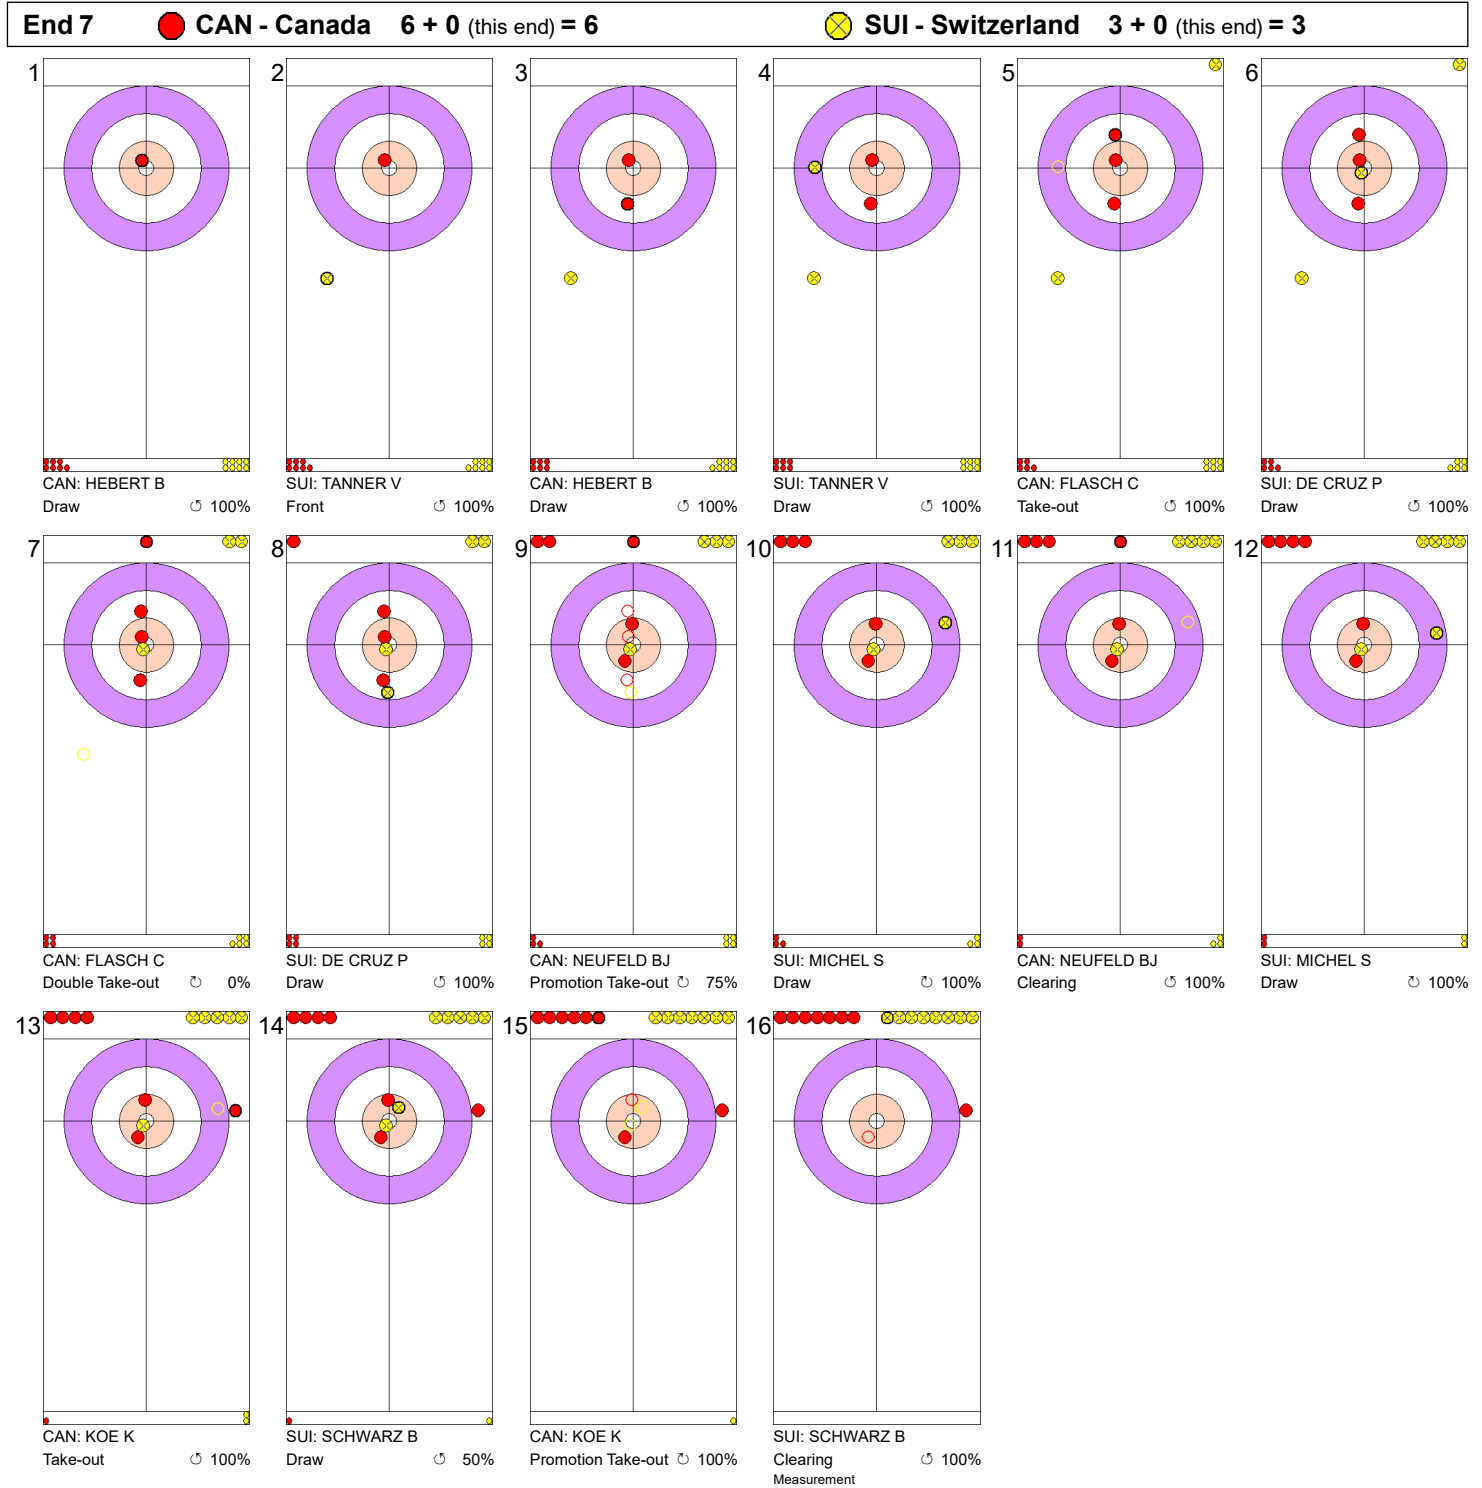 End 7 CAN - Canada 6 + 0 (this end) = 6 SUI - Switzerland 3 + 0 (this end) = 3
1 2 3 4 5 6
CAN: HEBERT B SUI: TANNER V CAN: HEBERT B SUI: TANNER V CAN: FLASCH C SUI: DE CRUZ P
Draw ↺ 100% Front ↺ 100% Draw ↺ 100% Draw ↺ 100% Take-out ↺ 100% Draw ↺ 100%
7 8 9 10 11 12
CAN: FLASCH C SUI: DE CRUZ P CAN: NEUFELD BJ SUI: MICHEL S CAN: NEUFELD BJ SUI: MICHEL S
Double Take-out ↻ 0% Draw ↺ 100% Promotion Take-out ↻ 75% Draw ↺ 100% Clearing ↺ 100% Draw ↺ 100%
13 14 15 16
CAN: KOE K SUI: SCHWARZ B CAN: KOE K SUI: SCHWARZ B
Take-out ↺ 100% Draw ↺ 50% Promotion Take-out ↻ 100% Clearing ↺ 100%
Measurement